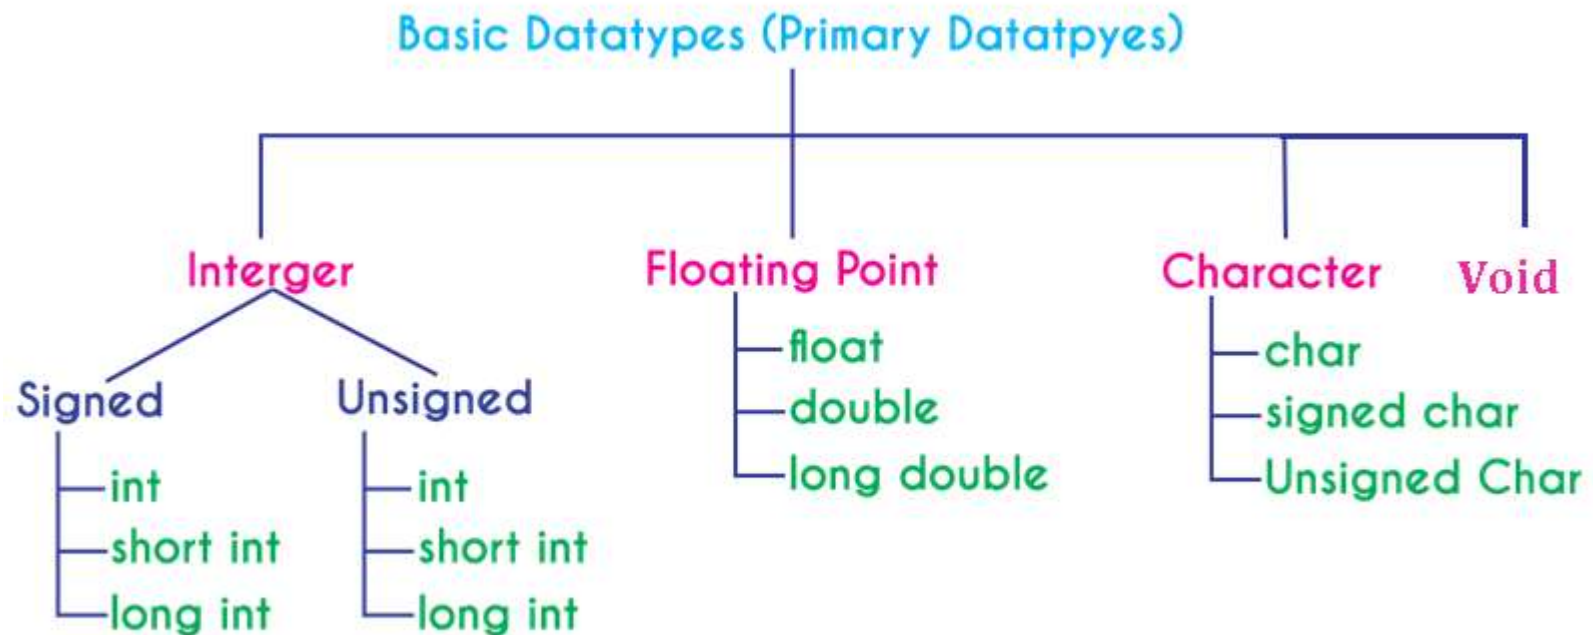 Basic Datatypes (Primary Datatpyes)
Interger
Floating Point
Character
Void
Signed
Unsigned
int
short int
long int
int
short int
long int
float
double
long double
char
signed char
Unsigned Char